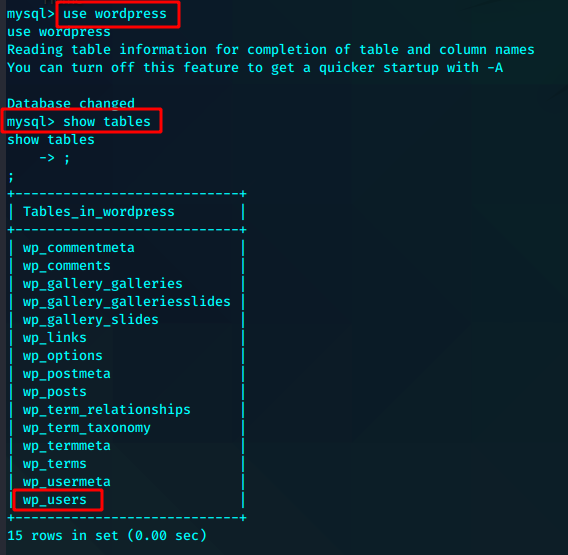 mysql> use wordpress
use wordpress
Reading table information for completion of table and column names
You can turn off this feature to get a quicker startup with -A

Database changed
mysql> show tables
show tables
    -> ;
;
+----------------------------+
| Tables_in_wordpress        |
+----------------------------+
| wp_commentmeta             |
| wp_comments                |
| wp_gallery_galleries       |
| wp_gallery_galleriesslides |
| wp_gallery_slides          |
| wp_links                   |
| wp_options                 |
| wp_postmeta                |
| wp_posts                   |
| wp_term_relationships      |
| wp_term_taxonomy           |
| wp_termmeta                |
| wp_terms                   |
| wp_usermeta                |
| wp_users                   |
+----------------------------+
15 rows in set (0.00 sec)